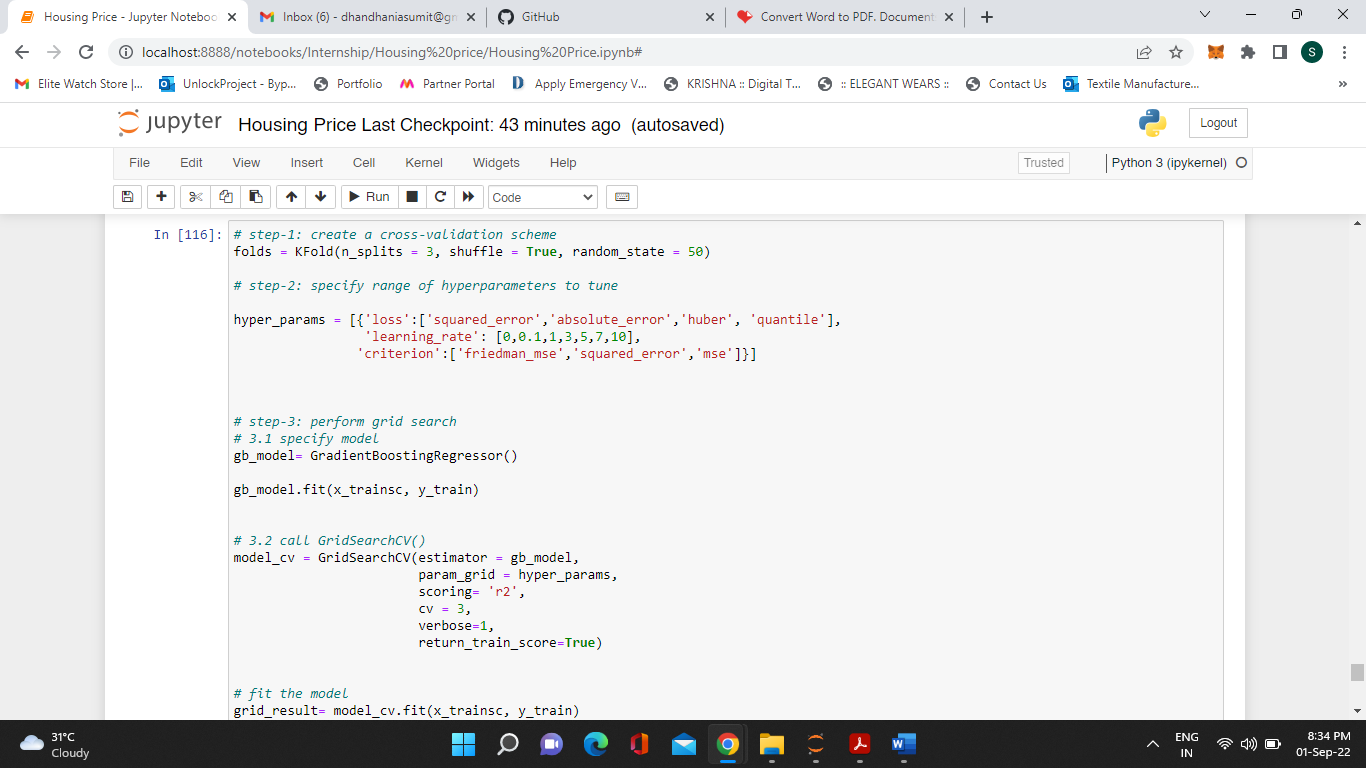 Housing Price - Jupyter Noteboo
Inbox (6) - dhandhaniasumit@gm
GitHub
Convert Word to PDF. Document
localhost:8888/notebooks/Internship/Housing%20price/Housing%20Price.ipynb#
S
Elite Watch Store |...
UnlockProject - Byp...
Portfolio
Partner Portal
D Apply Emergency V...
KRISHNA :: Digital T...
:: ELEGANT WEARS ::
Contact Us
Textile Manufacture...
»
jupyter Housing Price Last Checkpoint: 43 minutes ago (autosaved)
Logout
File Edit View Insert Cell Kernel Widgets Help
Trusted
Python 3 (ipykernel)
Run
Code
In [116]:
# step-1: create a cross-validation scheme
folds = KFold(n_splits = 3, shuffle = True, random_state = 50)
# step-2: specify range of hyperparameters to tune
hyper_params = [{'loss':['squared_error','absolute_error','huber', 'quantile'],
'learning_rate': [0,0.1,1,3,5,7,10],
'criterion':['friedman_mse','squared_error','mse']}]
# step-3: perform grid search
# 3.1 specify model
gb_model= GradientBoostingRegressor()
gb_model.fit(x_trainsc, y_train)
# 3.2 call GridSearchCV()
model_cv = GridSearchCV(estimator = gb_model,
param_grid = hyper_params,
scoring= 'r2',
cv = 3,
verbose=1,
return_train_score=True)
# fit the model
grid_result= model_cv.fit(x_trainsc, y_train)
31°C
Cloudy
ENG
IN
8:34 PM
01-Sep-22